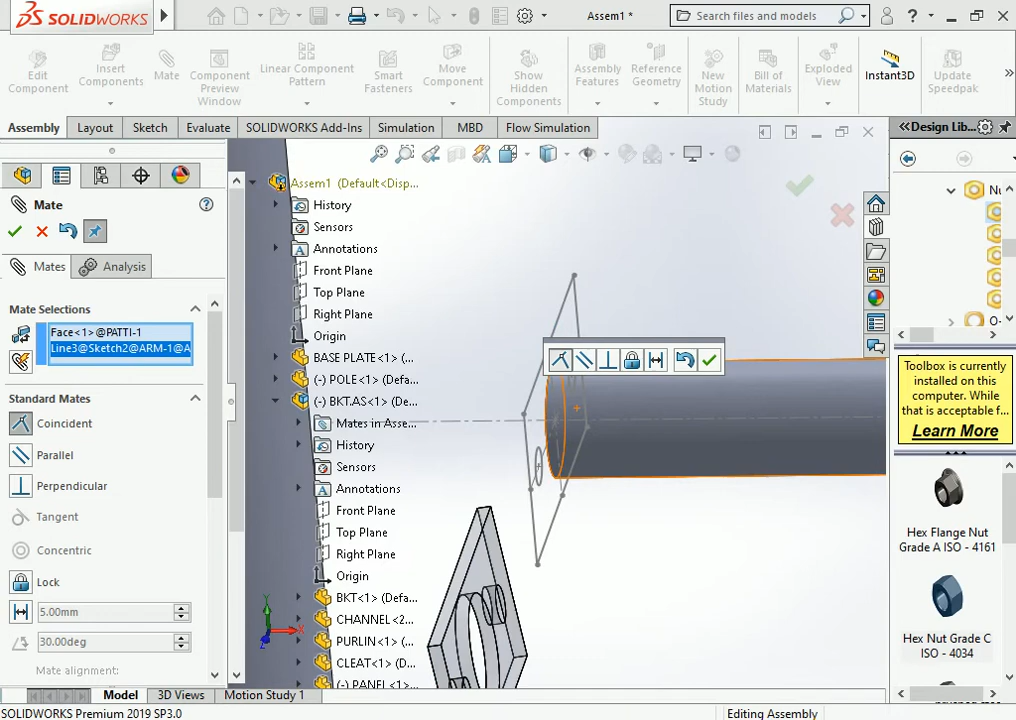 SOLIDWORKS
Assem1 *
Search files and models
?
Edit Component
Insert Components
Mate
Component Preview Window
Linear Component Pattern
Smart Fasteners
Move Component
Show Hidden Components
Assembly Features
Reference Geometry
New Motion Study
Bill of Materials
Exploded View
Instant3D
Update Speedpak
Assembly
Layout
Sketch
Evaluate
SOLIDWORKS Add-Ins
Simulation
MBD
Flow Simulation
Design Lib...
Mate
Mates
Analysis
Mate Selections
Face<1>@PATTI-1
Line3@Sketch2@ARM-1@A
Standard Mates
Coincident
Parallel
Perpendicular
Tangent
Concentric
Lock
5.00mm
30.00deg
Mate alignment:
Assem1 (Default<Disp...
History
Sensors
Annotations
Front Plane
Top Plane
Right Plane
Origin
BASE PLATE<1> (...
(-) POLE<1> (Defa...
(-) BKT.AS<1> (De...
Mates in Asse...
History
Sensors
Annotations
Front Plane
Top Plane
Right Plane
Origin
BKT<1> (Defa...
CHANNEL<2...
PURLIN<1> (...
CLEAT<1> (D...
(-) PANEL<1>
Y
X
Z
Nu
O-
Toolbox is currently
installed on this
computer. While
that is acceptable f...
Learn More
Hex Flange Nut
Grade A ISO - 4161
Hex Nut Grade C
ISO - 4034
Model
3D Views
Motion Study 1
SOLIDWORKS Premium 2019 SP3.0
Editing Assembly